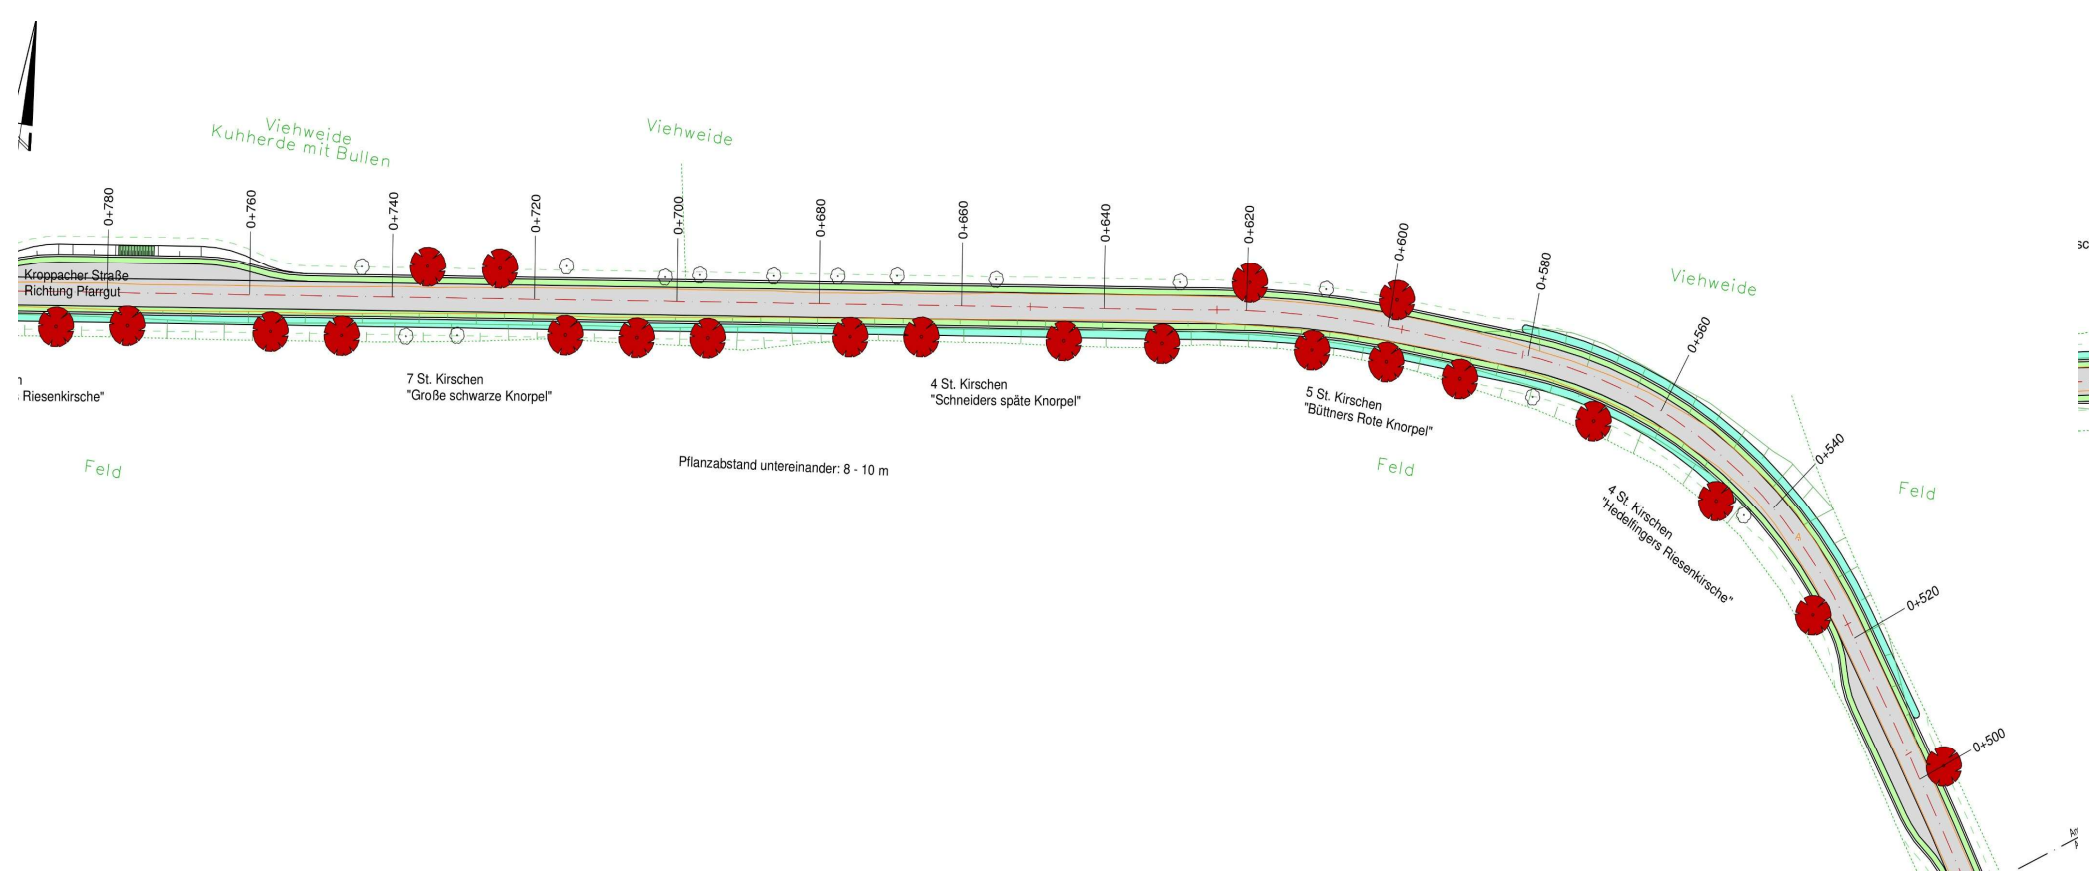 Viehweide
Kuhherde mit Bullen
Viehweide
0+780
0+760
0+740
0+720
0+700
0+680
0+660
0+640
0+620
0+600
0+580
0+560
0+540
0+520
0+500
Viehweide
Kroppacher Straße
Richtung Pfarrgut
Riesenkirsche"
7 St. Kirschen
"Große schwarze Knorpel"
4 St. Kirschen
"Schneiders späte Knorpel"
5 St. Kirschen
"Büttners Rote Knorpel"
4 St. Kirschen
"Hedelfingers Riesenkirsche"
Pflanzabstand untereinander: 8 - 10 m
Feld
Feld
Feld